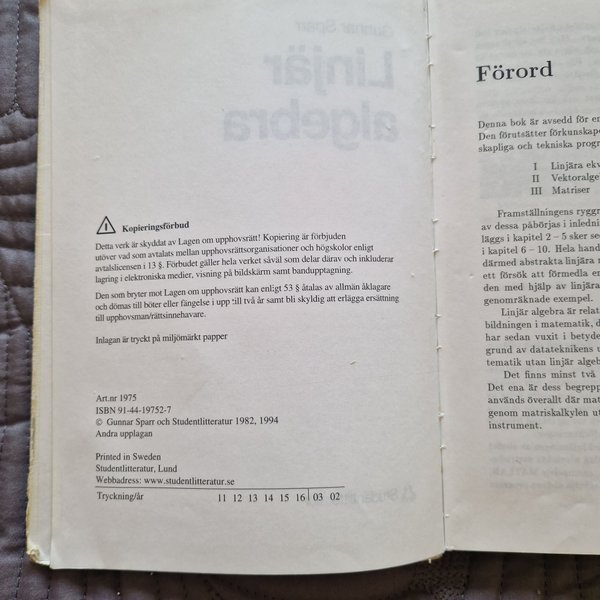 Gunnar Sparr
Linjär
algebra
Kopieringsförbud
Detta verk är skyddat av Lagen om upphovsrätt! Kopiering är förbjuden
utöver vad som avtalats mellan upphovsrättsorganisationer och högskolor enligt
avtalslicensen i 13 §. Förbudet gäller hela verket såväl som delar därav och inkluderar
lagring i elektroniska medier, visning på bildskärm samt bandupptagning.
Den som bryter mot Lagen om upphovsrätt kan enligt 53 § åtalas av allmän åklagare
och dömas till böter eller fängelse i upp till två år samt bli skyldig att erlägga ersättning
till upphovsman/rättsinnehavare.
Inlagan är tryckt på miljömärkt papper
Art.nr 1975
ISBN 91-44-19752-7
© Gunnar Sparr och Studentlitteratur 1982, 1994
Andra upplagan
Printed in Sweden
Studentlitteratur, Lund
Webbadress: www.studentlitteratur.se
Tryckning/år 11 12 13 14 15 16 03 02
Förord
Denna bok är avsedd för en
Den förutsätter förkunskape
skapliga och tekniska progr
I Linjära ekv
II Vektoralge
III Matriser
Framställningens ryggr
av dessa påbörjas i inledni
läggs i kapitel 2 – 5 sker sec
i kapitel 6 – 10. Hela hand
därmed abstrakta linjära r
ett försök att förmedla en
den med hjälp av linjära
genomräknade exempel.
Linjär algebra är relat
bildningen i matematik, d
har sedan vuxit i betyde
grund av datateknikens u
tematik utan linjär algeb
Det finns minst två
Det ena är dess begrepp
används överallt där mat
genom matriskalkylen ut
instrument.